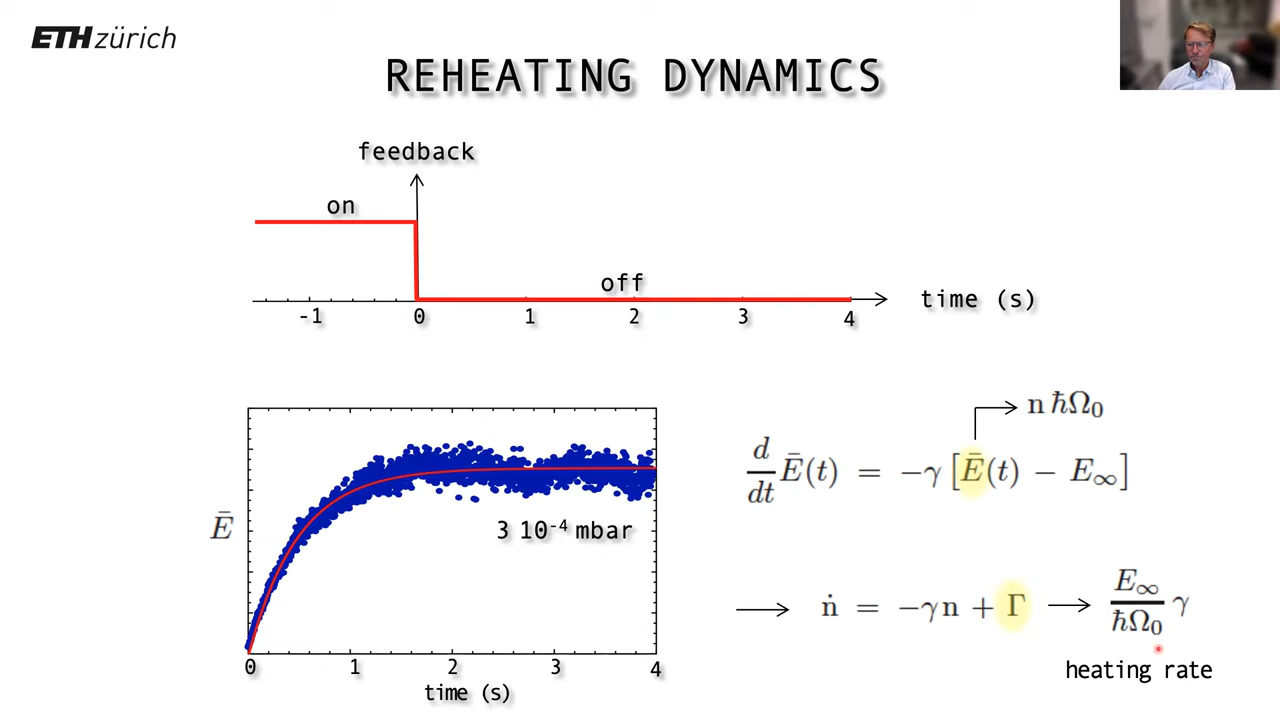 ETH zürich
REHEATING DYNAMICS
feedback
on
off
-1 0 1 2 3 4
time (s)
n ℏΩ₀
d/dt Ē(t) = −γ [Ē(t) − E∞]
Ē
3 10⁻⁴ mbar
ṅ = −γ n + Γ
E∞/ℏΩ₀ γ
heating rate
0 1 2 3 4
time (s)